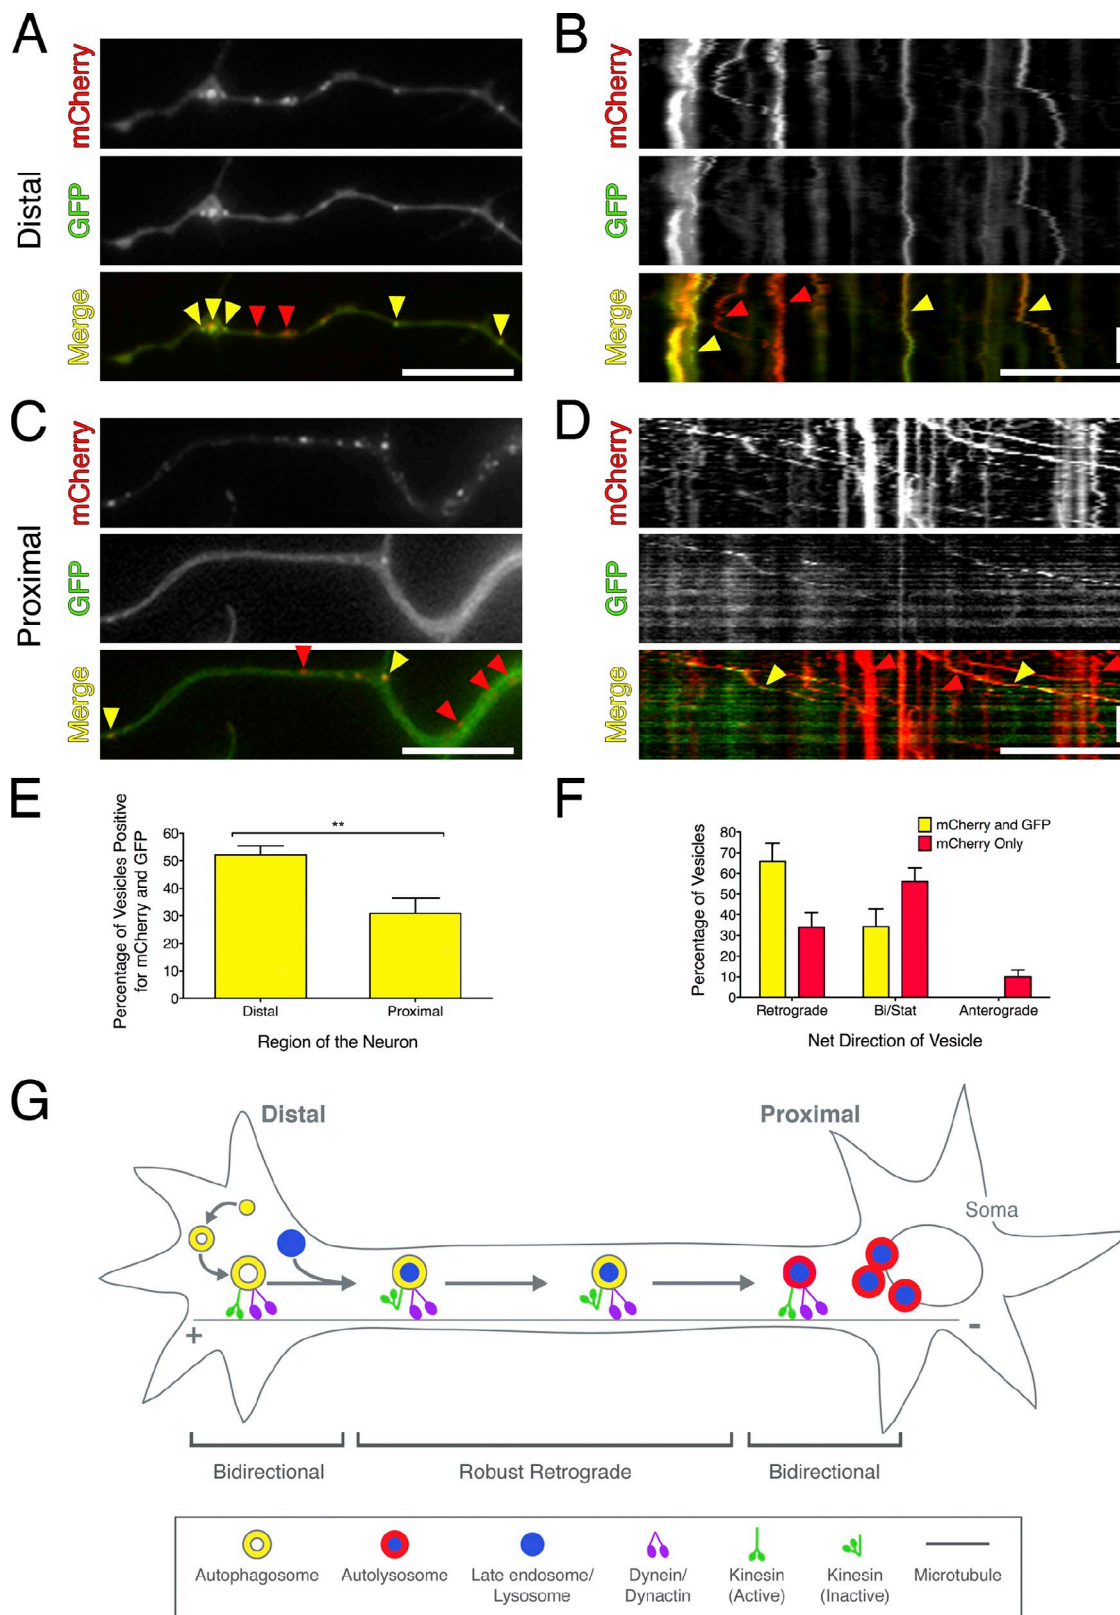 A
B
mCherry
mCherry
Distal
GFP
GFP
Merge
Merge
C
D
mCherry
mCherry
Proximal
GFP
GFP
Merge
Merge
E
Percentage of Vesicles Positive
for mCherry and GFP
60
50
40
30
20
10
0
**
Distal
Proximal
Region of the Neuron
F
mCherry and GFP
mCherry Only
Percentage of Vesicles
80
70
60
50
40
30
20
10
0
Retrograde
Bi/Stat
Anterograde
Net Direction of Vesicle
G
Distal
Proximal
Soma
+
-
Bidirectional
Robust Retrograde
Bidirectional
Autophagosome
Autolysosome
Late endosome/
Lysosome
Dynein/
Dynactin
Kinesin
(Active)
Kinesin
(Inactive)
Microtubule